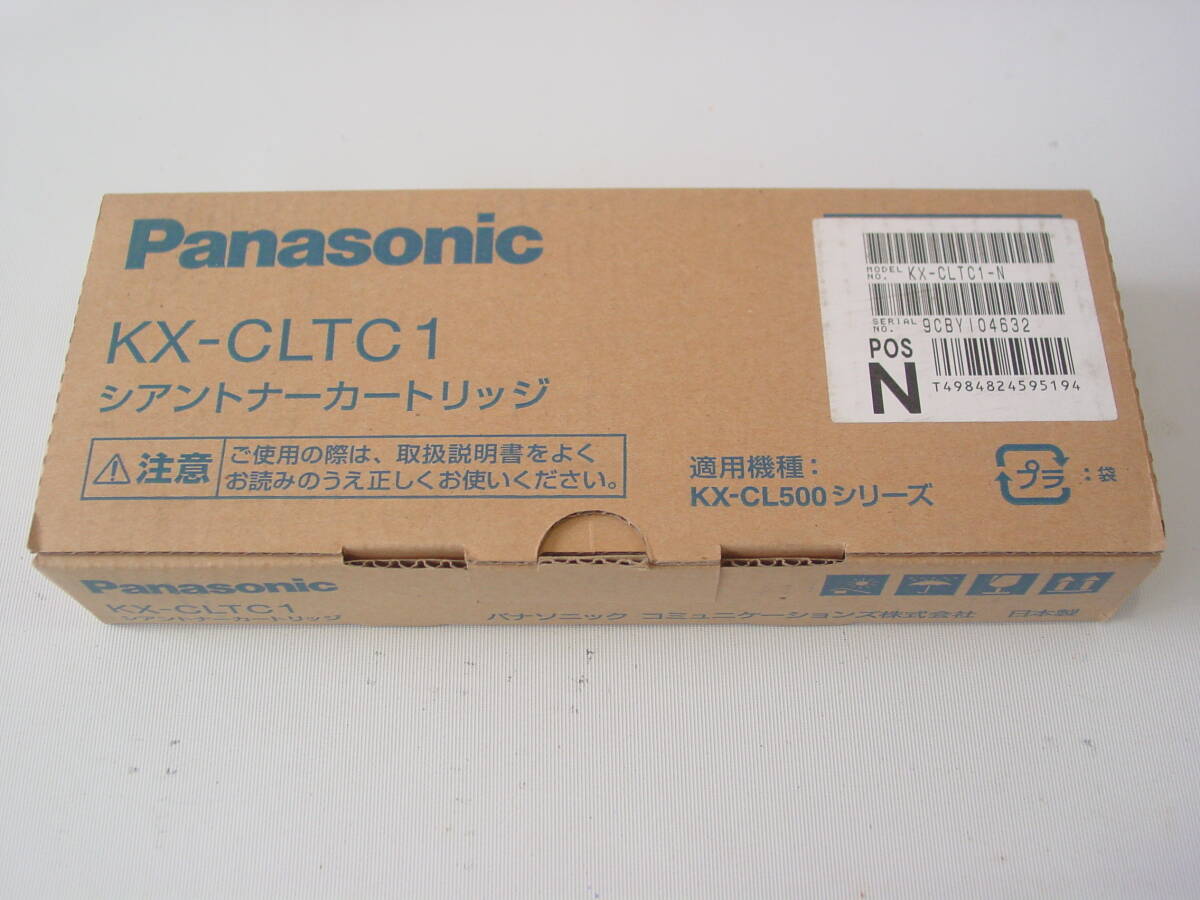 Panasonic
KX-CLTC1
シアントナーカートリッジ
注意
ご使用の際は、取扱説明書をよく
お読みのうえ正しくお使いください。
適用機種：
KX-CL500シリーズ
プラ
：袋
MODEL NO. KX-CLTC1-N
SERIAL NO. 9CBYI04632
POS
N
T4984824595194
Panasonic
KX-CLTC1
シアントナーカートリッジ
パナソニック コミュニケーションズ株式会社 日本製